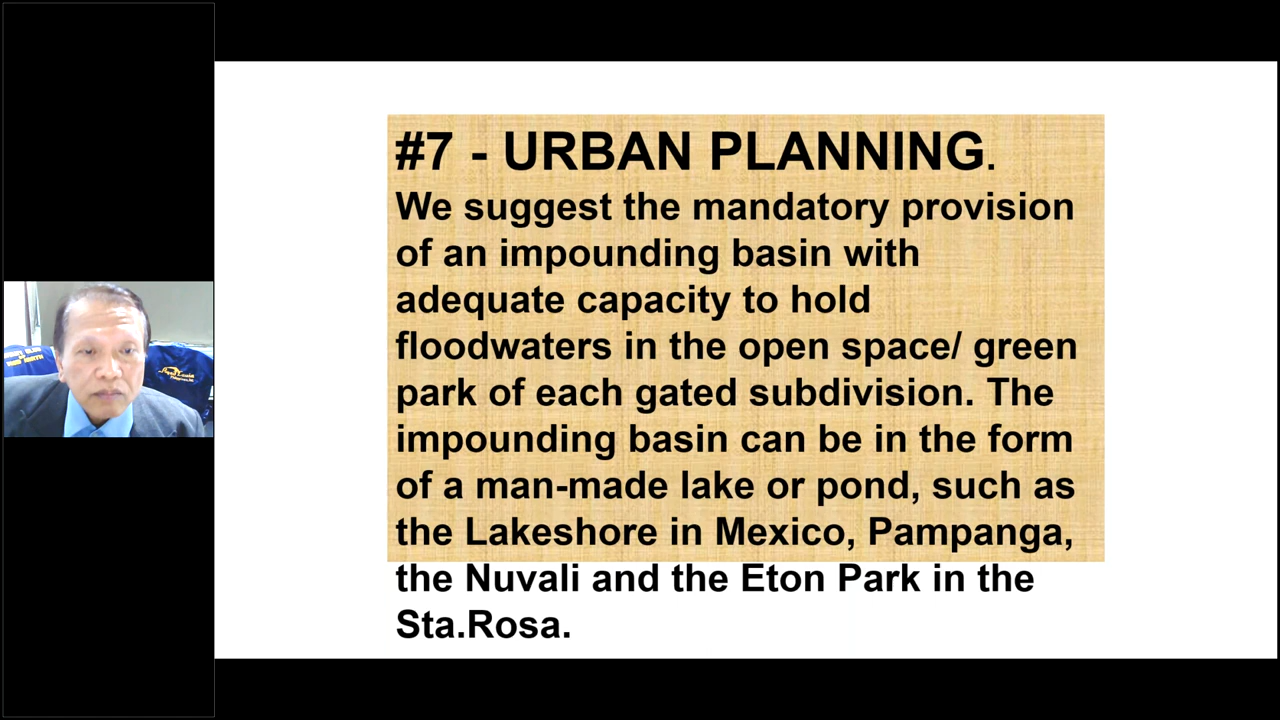 #7 - URBAN PLANNING.
We suggest the mandatory provision
of an impounding basin with
adequate capacity to hold
floodwaters in the open space/ green
park of each gated subdivision. The
impounding basin can be in the form
of a man-made lake or pond, such as
the Lakeshore in Mexico, Pampanga,
the Nuvali and the Eton Park in the
Sta.Rosa.